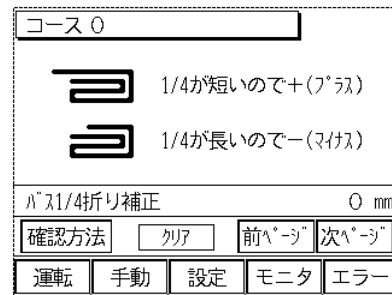 コース 0
1/4が短いので＋(ﾌﾟﾗｽ)
1/4が長いのでー(ﾏｲﾅｽ)
ﾊﾞｽ1/4折り補正 0 mm
確認方法 ｸﾘｱ 前ﾍﾟｰｼﾞ 次ﾍﾟｰｼﾞ
運転 手動 設定 モニタ エラー